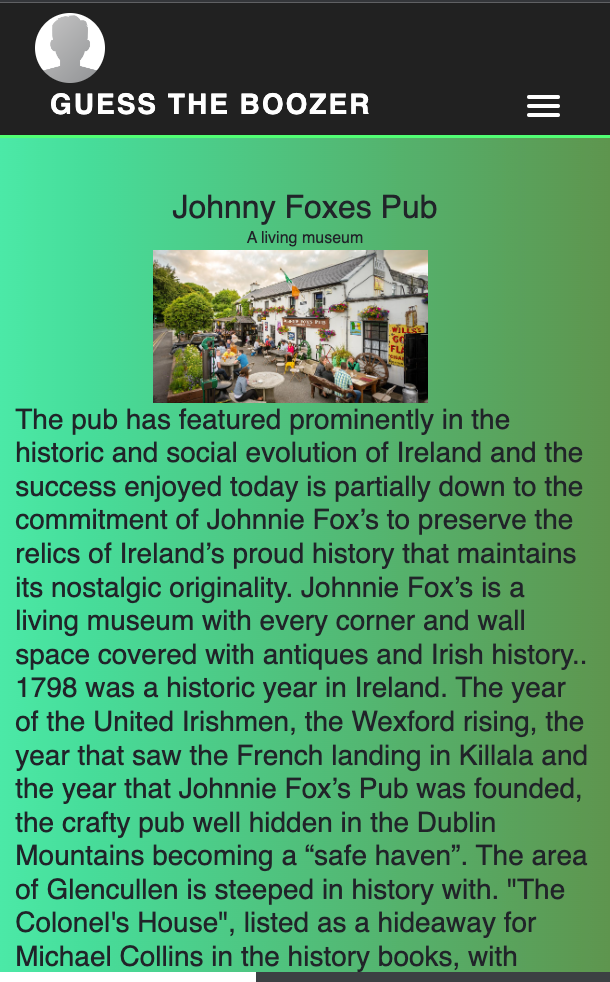 GUESS THE BOOZER
Johnny Foxes Pub
A living museum
WILLS'S
GO
FLA
The pub has featured prominently in the
historic and social evolution of Ireland and the
success enjoyed today is partially down to the
commitment of Johnnie Fox’s to preserve the
relics of Ireland’s proud history that maintains
its nostalgic originality. Johnnie Fox’s is a
living museum with every corner and wall
space covered with antiques and Irish history..
1798 was a historic year in Ireland. The year
of the United Irishmen, the Wexford rising, the
year that saw the French landing in Killala and
the year that Johnnie Fox’s Pub was founded,
the crafty pub well hidden in the Dublin
Mountains becoming a “safe haven”. The area
of Glencullen is steeped in history with. "The
Colonel's House", listed as a hideaway for
Michael Collins in the history books, with